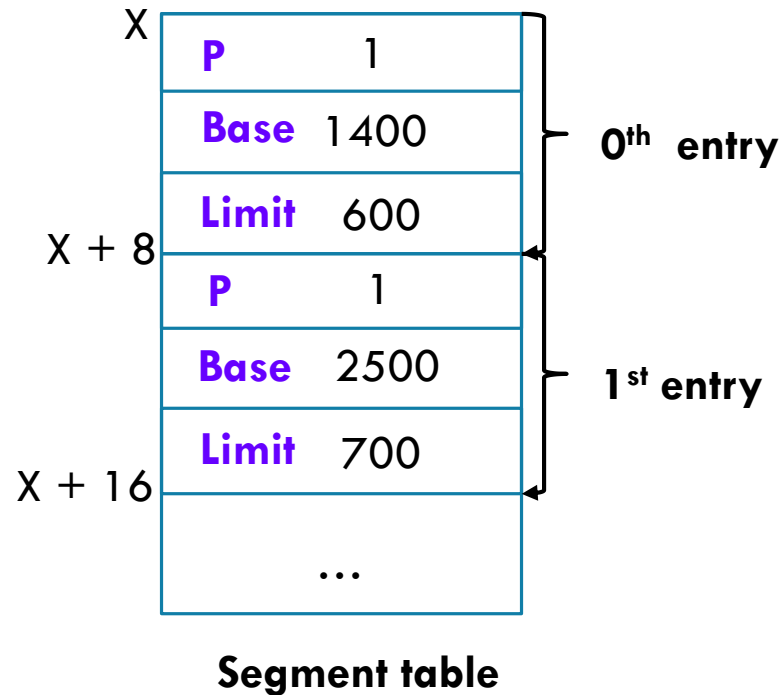 X
P 1
Base 1400
0th entry
Limit 600
X + 8
P 1
Base 2500
1st entry
Limit 700
X + 16
...
Segment table